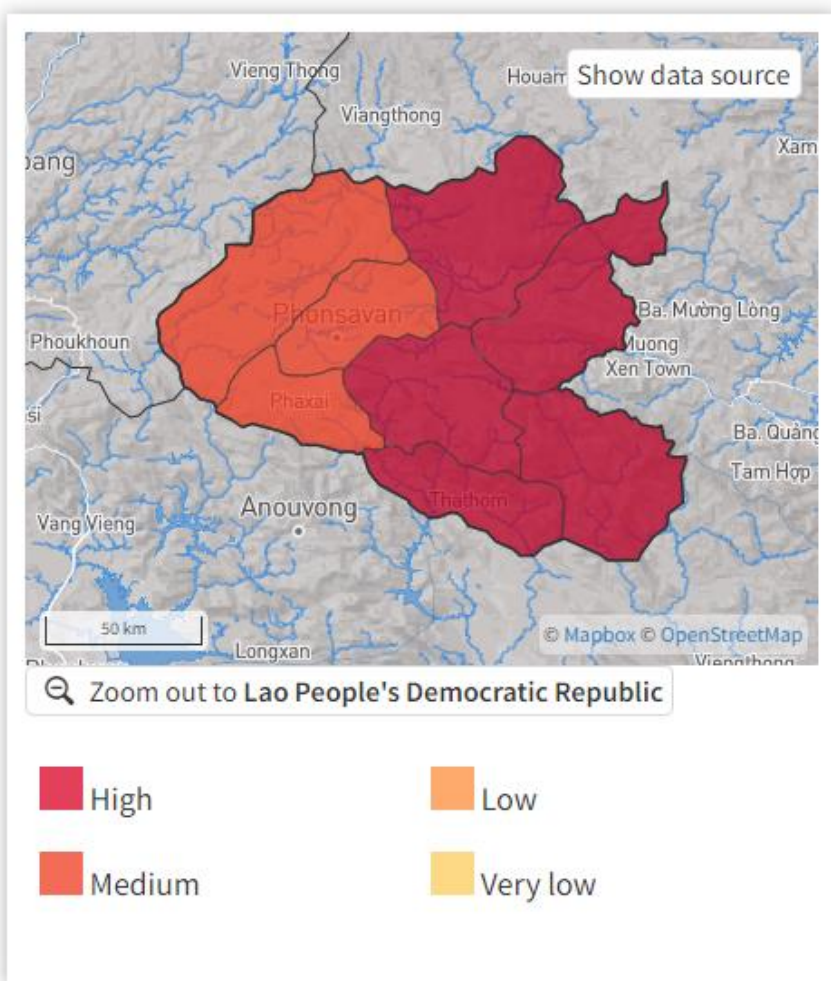 Vieng Thong
Houam
Show data source
Viangthong
Xam
bang
Phonsavan
Ba. Mường Lòng
Phoukhoun
Muong
Xen Town
Phaxai
si
Ba. Quảng
Tam Hợp
Thathom
Anouvong
Vang Vieng
50 km
© Mapbox © OpenStreetMap
Longxan
Viengthong
Zoom out to Lao People's Democratic Republic
High
Low
Medium
Very low